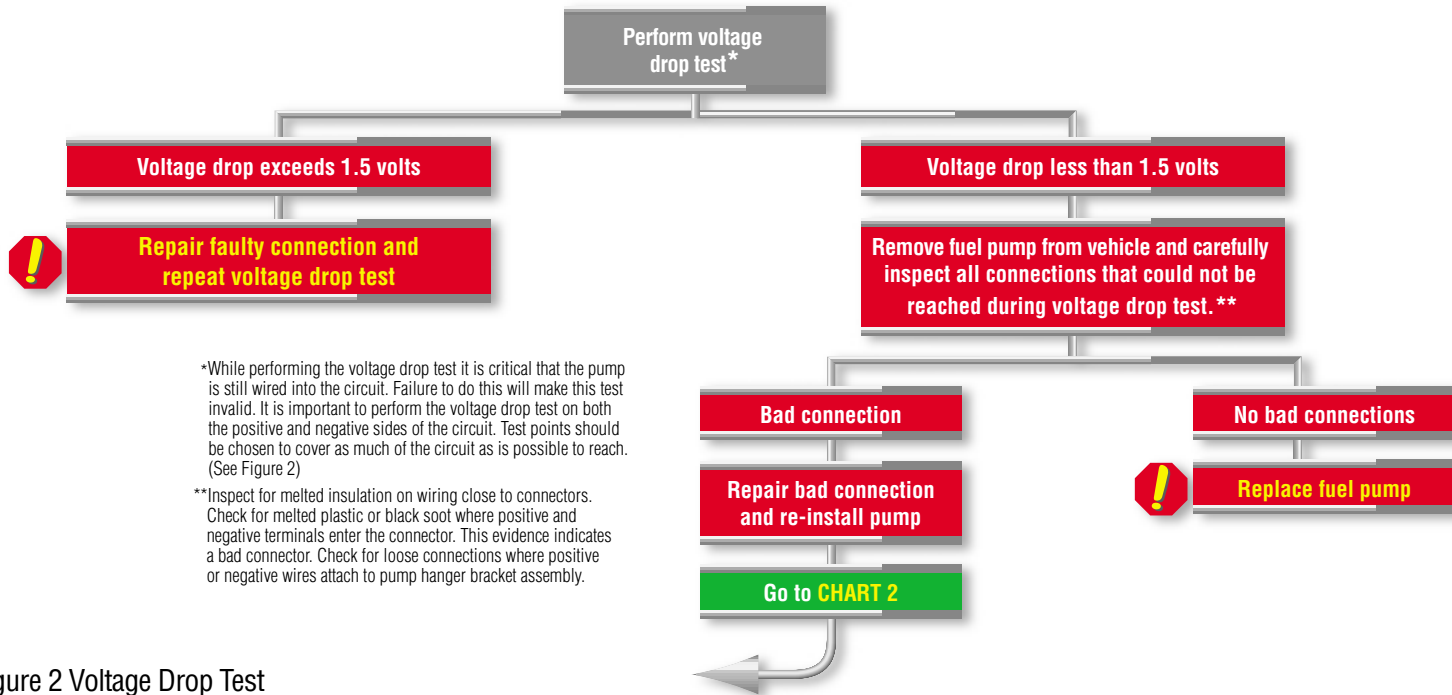 Perform voltage
drop test*
Voltage drop exceeds 1.5 volts
Voltage drop less than 1.5 volts
Repair faulty connection and
repeat voltage drop test
Remove fuel pump from vehicle and carefully
inspect all connections that could not be
reached during voltage drop test.**
*While performing the voltage drop test it is critical that the pump
is still wired into the circuit. Failure to do this will make this test
invalid. It is important to perform the voltage drop test on both
the positive and negative sides of the circuit. Test points should
be chosen to cover as much of the circuit as is possible to reach.
(See Figure 2)
**Inspect for melted insulation on wiring close to connectors.
Check for melted plastic or black soot where positive and
negative terminals enter the connector. This evidence indicates
a bad connector. Check for loose connections where positive
or negative wires attach to pump hanger bracket assembly.
Bad connection
No bad connections
Repair bad connection
and re-install pump
Replace fuel pump
Go to CHART 2
gure 2 Voltage Drop Test